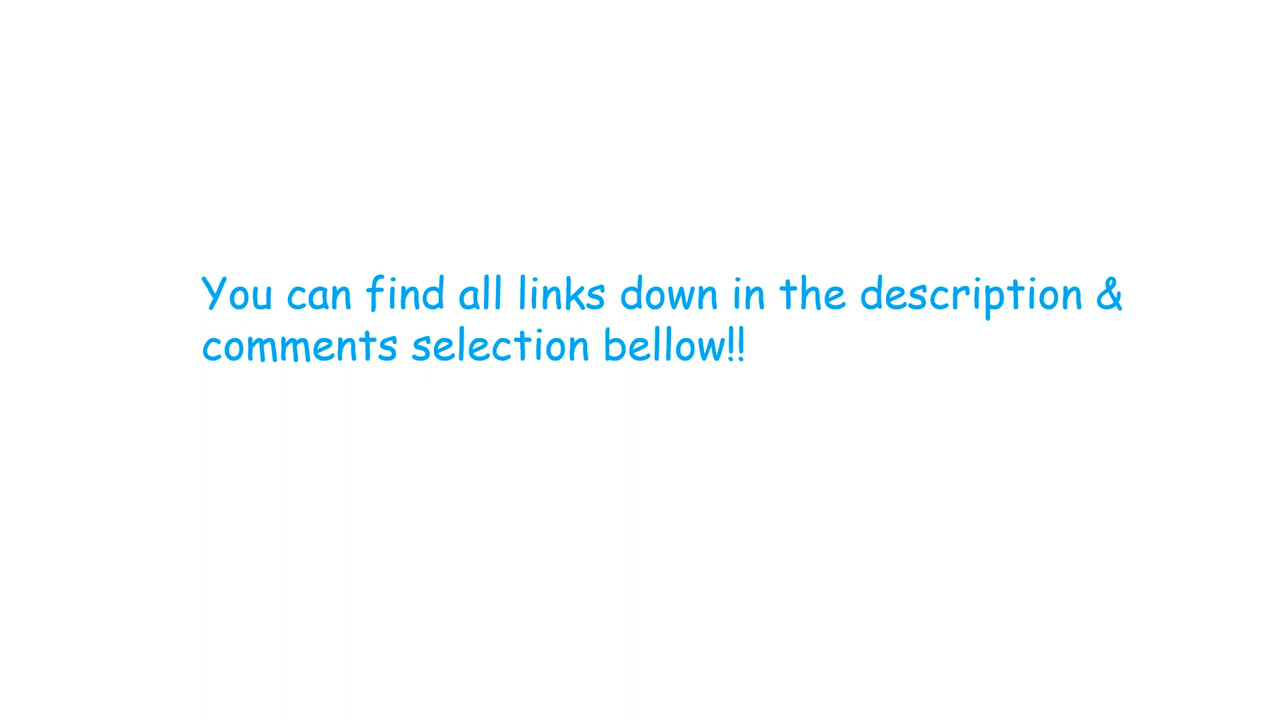 You can find all links down in the description &
comments selection bellow!!